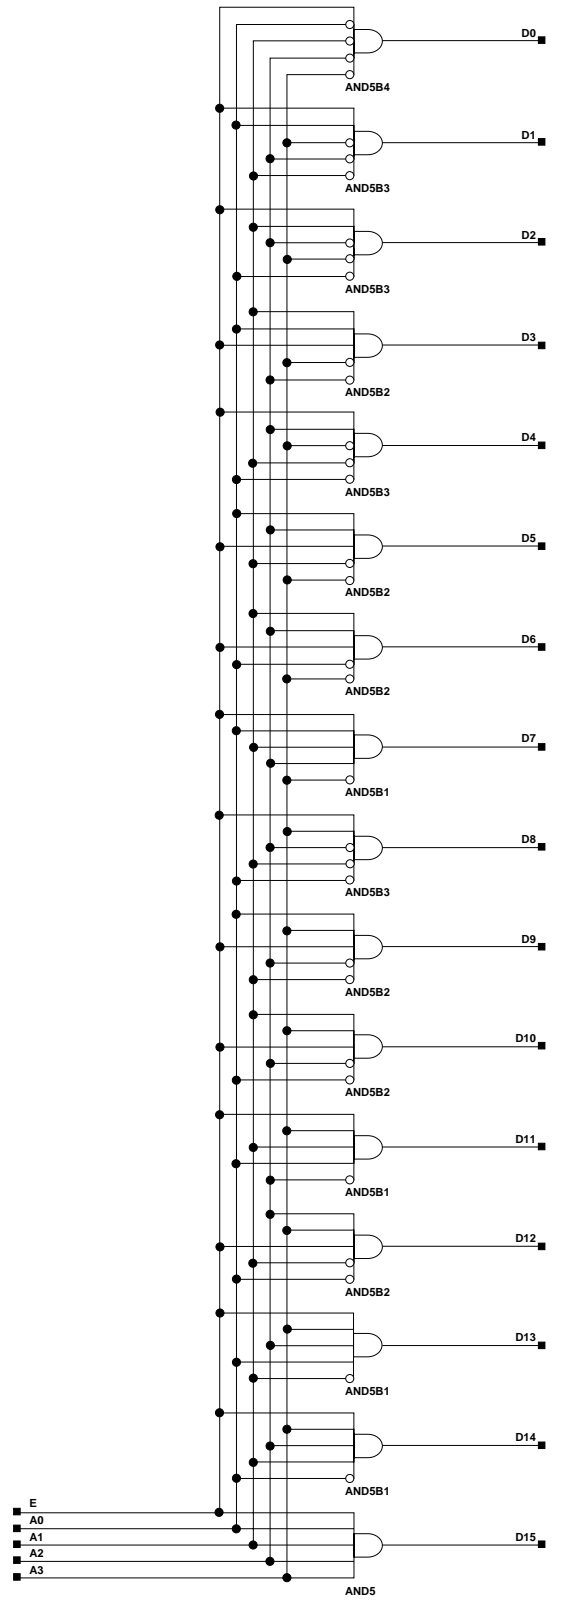 D0
AND5B4
D1
AND5B3
D2
AND5B3
D3
AND5B2
D4
AND5B3
D5
AND5B2
D6
AND5B2
D7
AND5B1
D8
AND5B3
D9
AND5B2
D10
AND5B2
D11
AND5B1
D12
AND5B2
D13
AND5B1
D14
AND5B1
E
A0
A1
D15
A2
A3
AND5